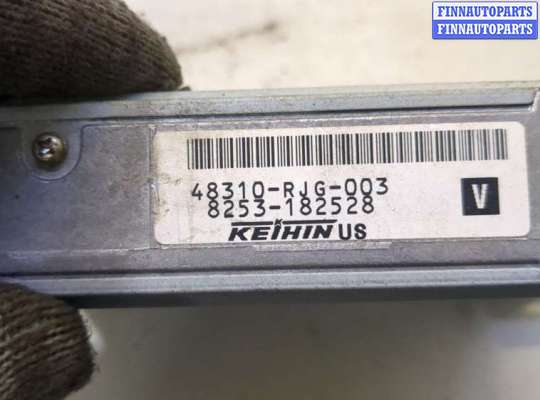 FINNAUTOPARTS
FINNAUTOPARTS
48310-RJG-003
8253-182528
V
KEIHIN US